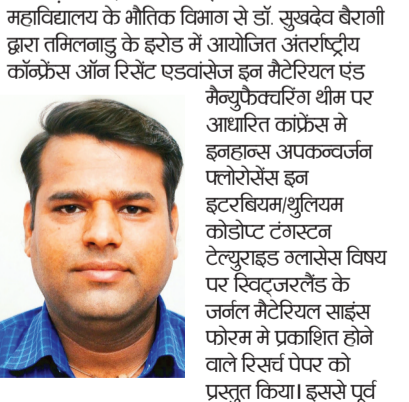 महाविद्यालय के भौतिक विभाग से डॉ. सुखदेव बैरागी
द्वारा तमिलनाडु के इरोड में आयोजित अंतर्राष्ट्रीय
कॉन्फ्रेंस ऑन रिसेंट एडवांसेज इन मैटेरियल एंड
मैन्युफैक्चरिंग थीम पर
आधारित कांफ्रेंस मे
इनहान्स अपकन्वर्जन
फ्लोरोसेंस इन
इटरबियम/थुलियम
कोडोप्ट टंगस्टन
टेल्युराइड ग्लासेस विषय
पर स्विट्जरलैंड के
जर्नल मैटेरियल साइंस
फोरम मे प्रकाशित होने
वाले रिसर्च पेपर को
प्रस्तुत किया। इससे पूर्व